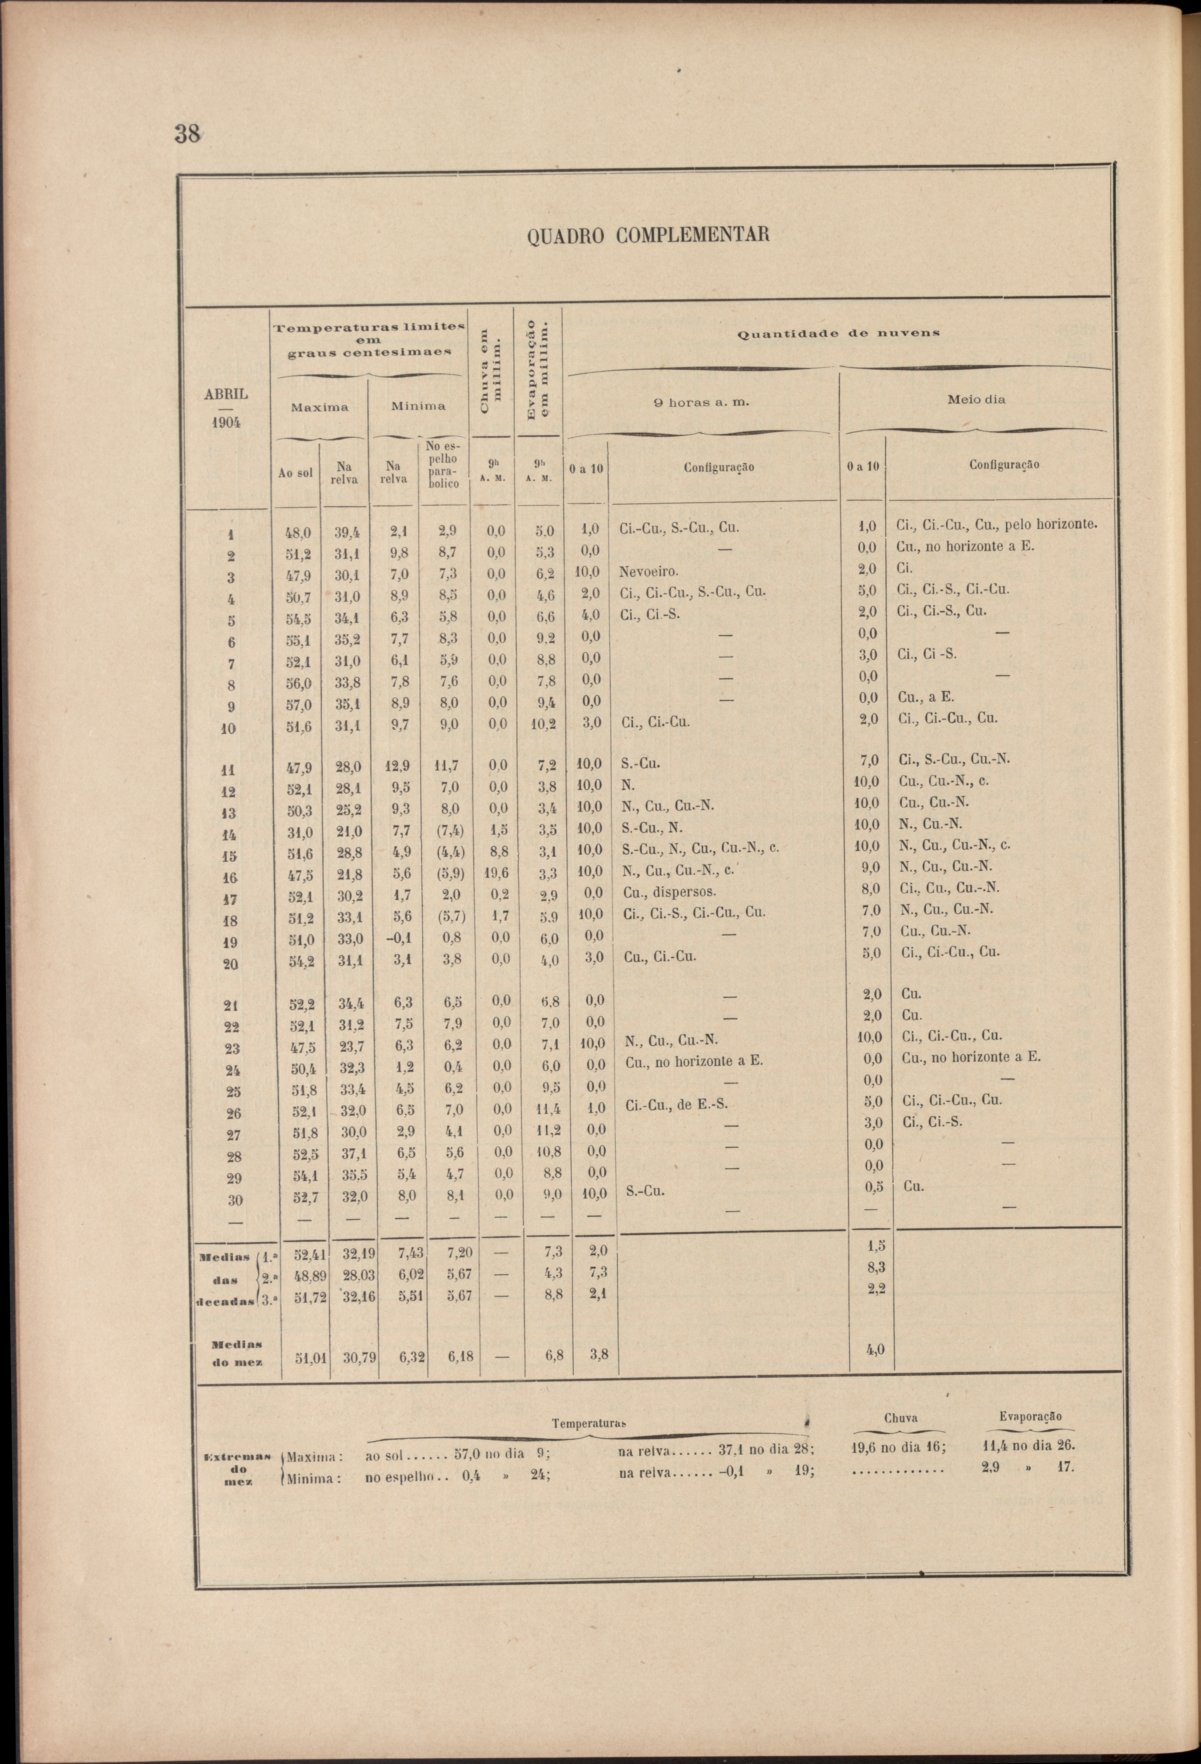 38
QUADRO COMPLEMENTAR
ABRIL
—
1904
Temperaturas limites
em
graus centesimaes
Chuva em
millim.
Evaporação
em millim.
Quantidade de nuvens
Maxima Minima 9 horas a. m. Meio dia
Ao sol Na relva Na relva No espelho parabolico 9h A. M. 9h A. M. 0 a 10 Configuração 0 a 10 Configuração
1 48,0 39,4 2,1 2,9 0,0 5,0 1,0 Ci.-Cu., S.-Cu., Cu. 1,0 Ci., Ci.-Cu., Cu., pelo horizonte.
2 51,2 31,1 9,8 8,7 0,0 5,3 0,0 — 0,0 Cu., no horizonte a E.
3 47,9 30,1 7,0 7,3 0,0 6,2 10,0 Nevoeiro. 2,0 Ci.
4 50,7 31,0 8,9 8,5 0,0 4,6 2,0 Ci., Ci.-Cu., S.-Cu., Cu. 5,0 Ci., Ci.-S., Ci.-Cu.
5 54,5 34,1 6,3 5,8 0,0 6,6 4,0 Ci., Ci.-S. 2,0 Ci., Ci.-S., Cu.
6 55,1 35,2 7,7 8,3 0,0 9,2 0,0 — 0,0 —
7 52,1 31,0 6,1 5,9 0,0 8,8 0,0 — 3,0 Ci., Ci -S.
8 56,0 33,8 7,8 7,6 0,0 7,8 0,0 — 0,0 —
9 57,0 35,1 8,9 8,0 0,0 9,4 0,0 — 0,0 Cu., a E.
10 51,6 31,1 9,7 9,0 0,0 10,2 3,0 Ci., Ci.-Cu. 2,0 Ci., Ci.-Cu., Cu.
11 47,9 28,0 12,9 11,7 0,0 7,2 10,0 S.-Cu. 7,0 Ci., S.-Cu., Cu.-N.
12 52,1 28,1 9,5 7,0 0,0 3,8 10,0 N. 10,0 Cu., Cu.-N., c.
13 50,3 25,2 9,3 8,0 0,0 3,4 10,0 N., Cu., Cu.-N. 10,0 Cu., Cu.-N.
14 31,0 21,0 7,7 (7,4) 1,5 3,5 10,0 S.-Cu., N. 10,0 N., Cu.-N.
15 51,6 28,8 4,9 (4,4) 8,8 3,1 10,0 S.-Cu., N., Cu., Cu.-N., c. 10,0 N., Cu., Cu.-N., c.
16 47,5 21,8 5,6 (5,9) 19,6 3,3 10,0 N., Cu., Cu.-N., c. 9,0 N., Cu., Cu.-N.
17 52,1 30,2 1,7 2,0 0,2 2,9 0,0 Cu., dispersos. 8,0 Ci., Cu., Cu.-.N.
18 51,2 33,1 5,6 (5,7) 1,7 5,9 10,0 Ci., Ci.-S., Ci.-Cu., Cu. 7,0 N., Cu., Cu.-N.
19 51,0 33,0 -0,1 0,8 0,0 6,0 0,0 — 7,0 Cu., Cu.-N.
20 54,2 31,1 3,1 3,8 0,0 4,0 3,0 Cu., Ci.-Cu. 5,0 Ci., Ci.-Cu., Cu.
21 52,2 34,4 6,3 6,5 0,0 6,8 0,0 — 2,0 Cu.
22 52,1 31,2 7,5 7,9 0,0 7,0 0,0 — 2,0 Cu.
23 47,5 23,7 6,3 6,2 0,0 7,1 10,0 N., Cu., Cu.-N. 10,0 Ci., Ci.-Cu., Cu.
24 50,4 32,3 1,2 0,4 0,0 6,0 0,0 Cu., no horizonte a E. 0,0 Cu., no horizonte a E.
25 51,8 33,4 4,5 6,2 0,0 9,5 0,0 — 0,0 —
26 52,1 32,0 6,5 7,0 0,0 11,4 1,0 Ci.-Cu., de E.-S. 5,0 Ci., Ci.-Cu., Cu.
27 51,8 30,0 2,9 4,1 0,0 11,2 0,0 — 3,0 Ci., Ci.-S.
28 52,5 37,1 6,5 5,6 0,0 10,8 0,0 — 0,0 —
29 54,1 35,5 5,4 4,7 0,0 8,8 0,0 — 0,0 —
30 52,7 32,0 8,0 8,1 0,0 9,0 10,0 S.-Cu. 0,5 Cu.
— — — — — — — — — — —
Medias 1.ª 52,41 32,19 7,43 7,20 — 7,3 2,0 1,5
das 2.ª 48,89 28,03 6,02 5,67 — 4,3 7,3 8,3
decadas 3.ª 51,72 32,16 5,51 5,67 — 8,8 2,1 2,2
Medias
do mez 51,01 30,79 6,32 6,18 — 6,8 3,8 4,0
Temperaturas Chuva Evaporação
Extremas
do
mez
Maxima: ao sol...... 57,0 no dia 9; na relva...... 37,1 no dia 28; 19,6 no dia 16; 11,4 no dia 26.
Minima: no espelho.. 0,4 » 24; na relva...... -0,1 » 19; ............. 2,9 » 17.